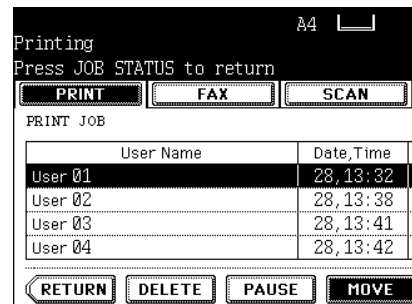 A4
Printing
Press JOB STATUS to return
PRINT FAX SCAN
PRINT JOB
User Name Date,Time
User 01 28,13:32
User 02 28,13:38
User 03 28,13:41
User 04 28,13:42
RETURN DELETE PAUSE MOVE